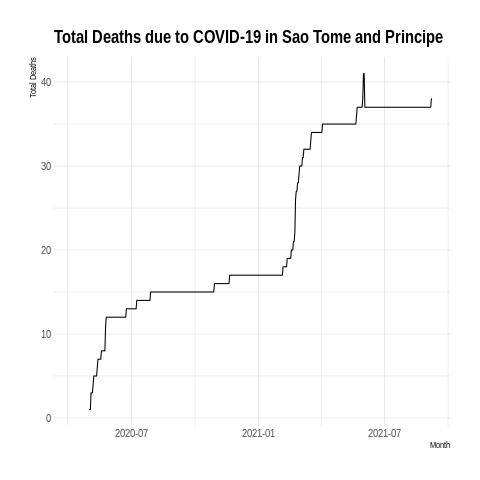 Total Deaths due to COVID-19 in Sao Tome and Principe
Total Deaths
40
30
20
10
0
2020-07
2021-01
2021-07
Month